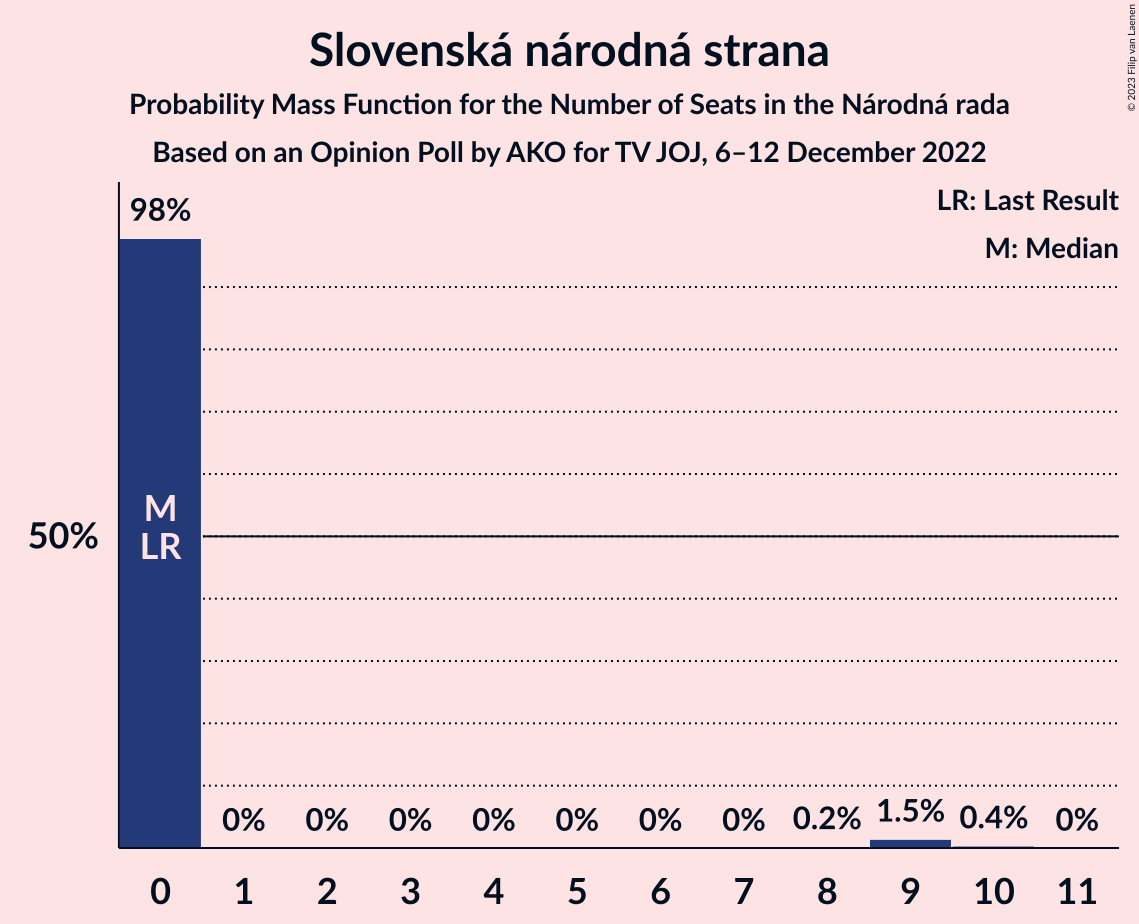 Slovenská národná strana
Probability Mass Function for the Number of Seats in the Národná rada
Based on an Opinion Poll by AKO for TV JOJ, 6–12 December 2022
© 2023 Filip van Laenen
LR: Last Result
M: Median
98%
M
LR
50%
0% 0% 0% 0% 0% 0% 0% 0.2% 1.5% 0.4% 0%
0 1 2 3 4 5 6 7 8 9 10 11